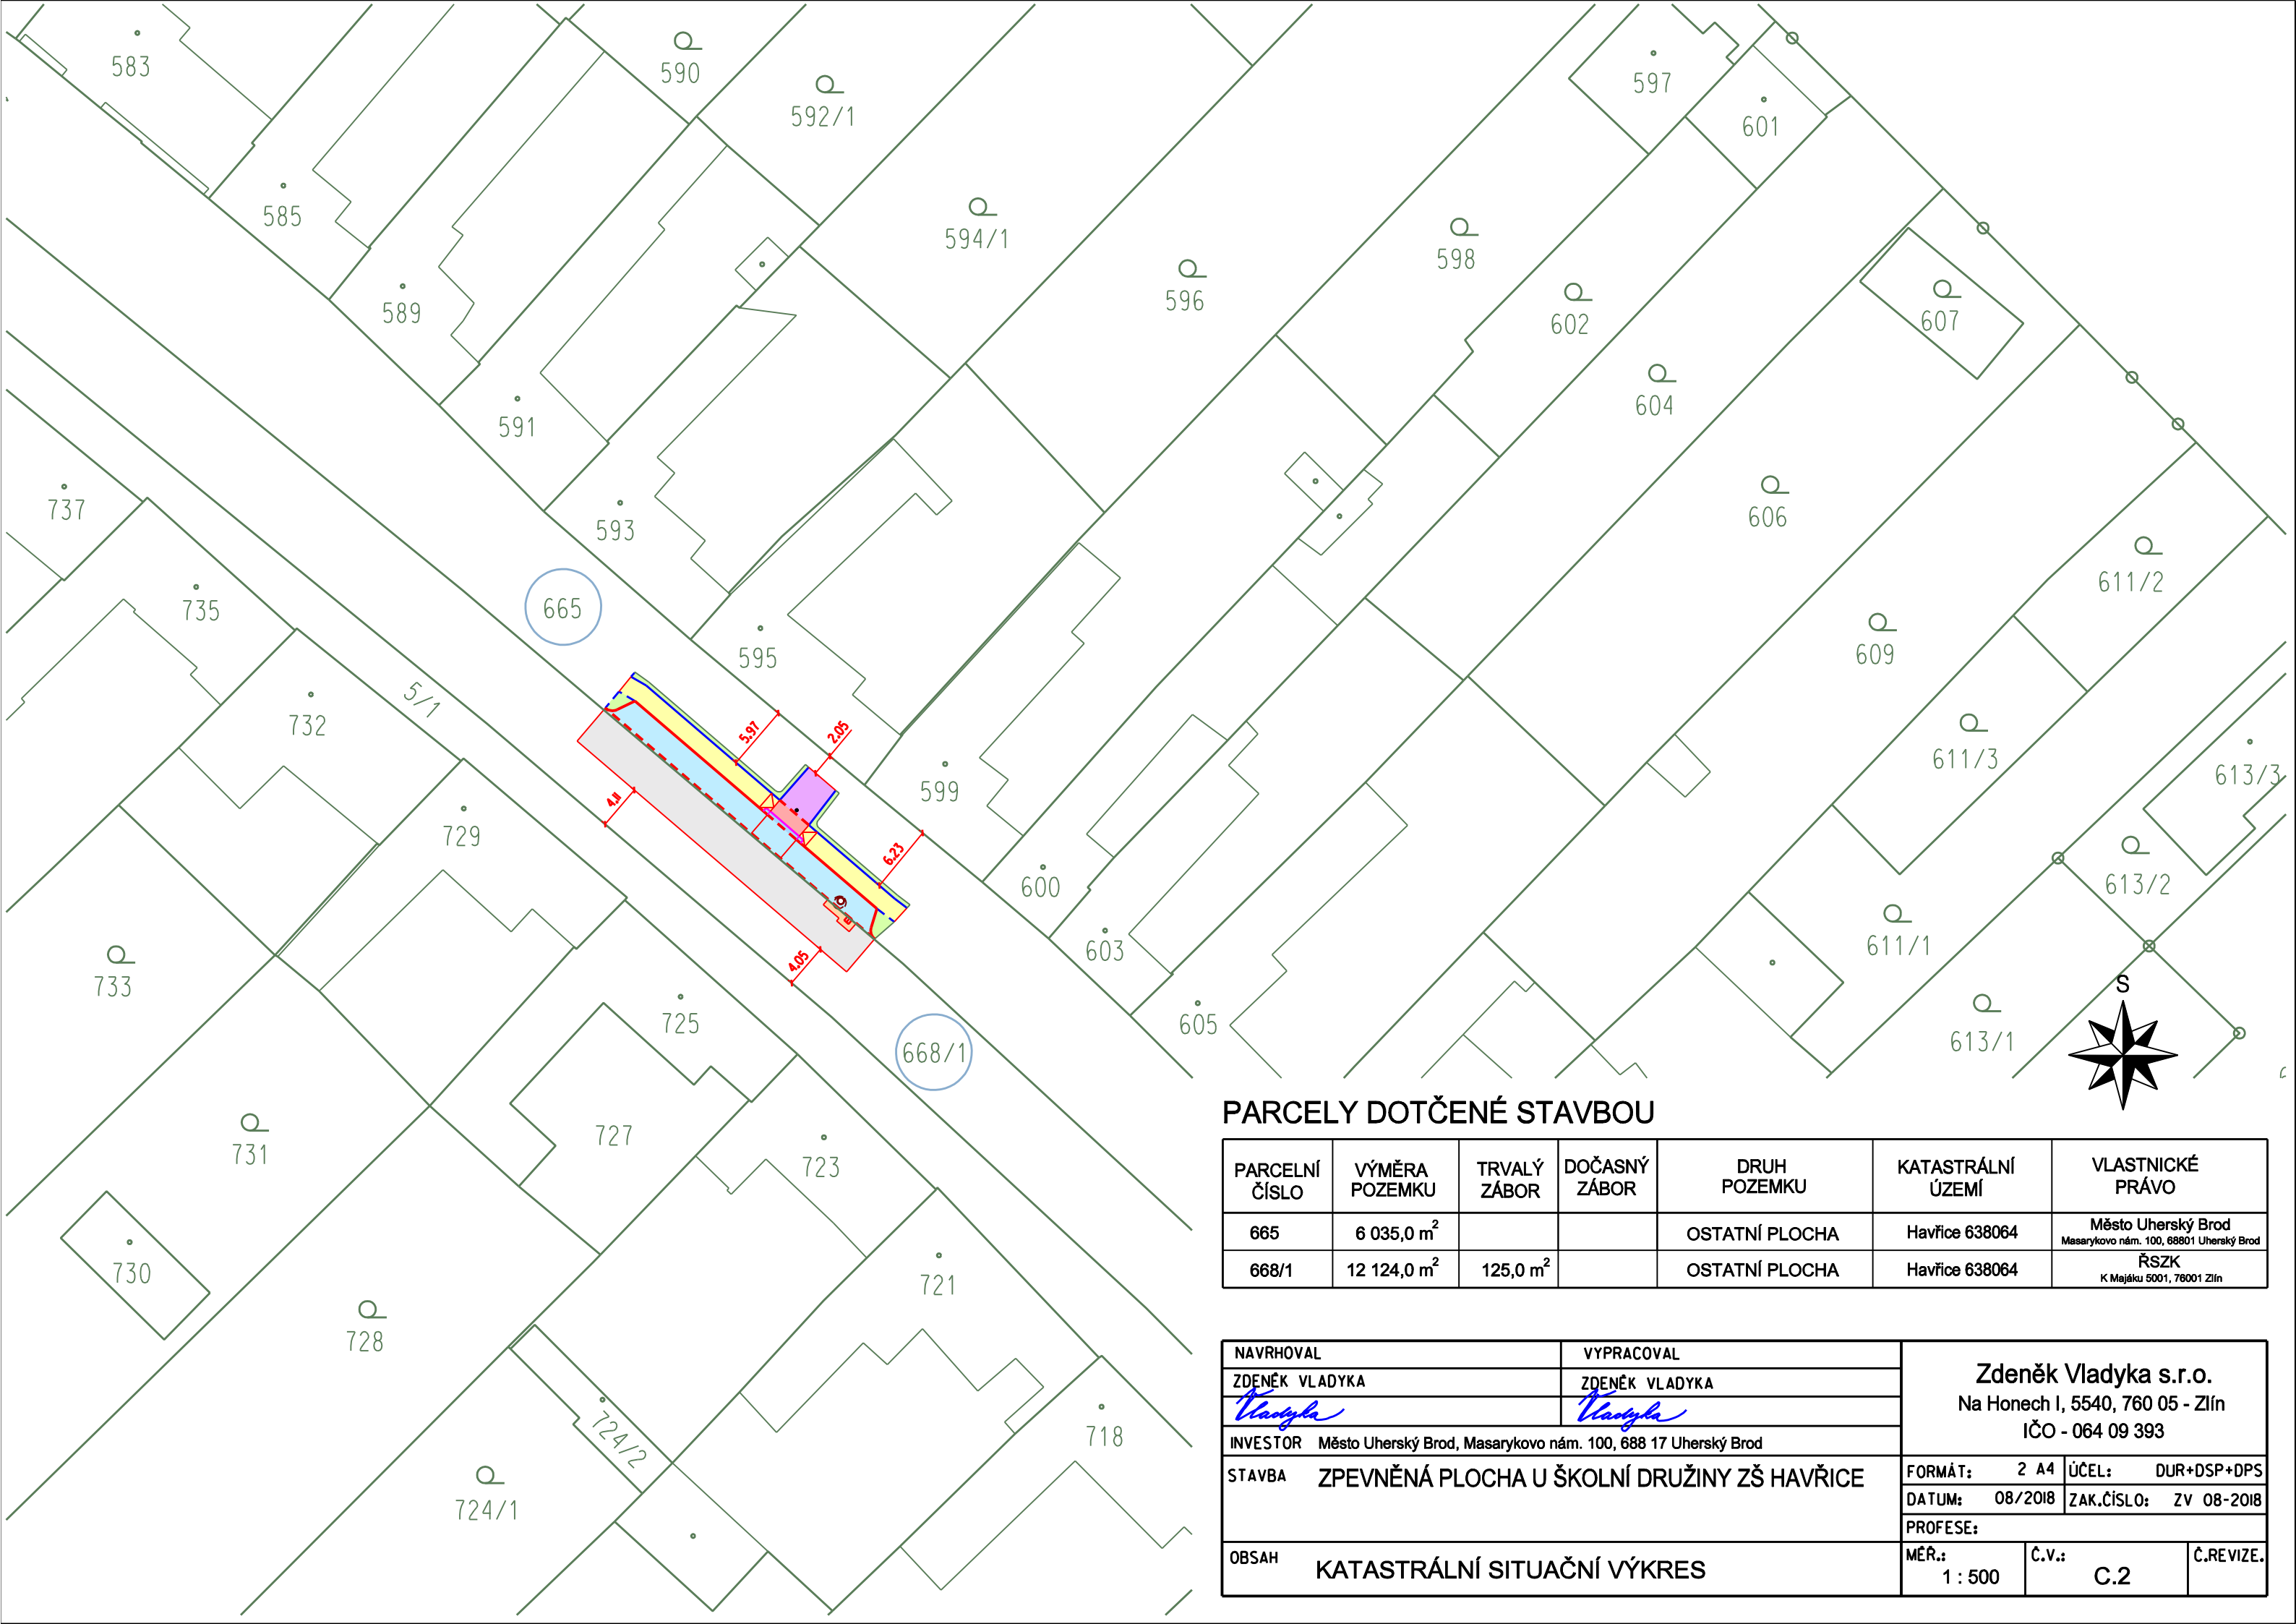 583
590
592/1
597
601
585
594/1
598
589
596
602
607
591
604
737
593
606
611/2
735
665
595
609
5/1
732
5.97
2.05
611/3
613/3
4.11
599
729
6.23
613/2
600
603
611/1
4.05
733
725
605
668/1
613/1
S
731
727
723
730
721
728
724/2
718
724/1
PARCELY DOTČENÉ STAVBOU
PARCELNÍ ČÍSLO VÝMĚRA POZEMKU TRVALÝ ZÁBOR DOČASNÝ ZÁBOR DRUH POZEMKU KATASTRÁLNÍ ÚZEMÍ VLASTNICKÉ PRÁVO
665 6 035,0 m² OSTATNÍ PLOCHA Havřice 638064 Město Uherský Brod
Masarykovo nám. 100, 68801 Uherský Brod
668/1 12 124,0 m² 125,0 m² OSTATNÍ PLOCHA Havřice 638064 ŘSZK
K Majáku 5001, 76001 Zlín
NAVRHOVAL VYPRACOVAL
ZDENĚK VLADYKA ZDENĚK VLADYKA
Vladyka Vladyka
INVESTOR Město Uherský Brod, Masarykovo nám. 100, 688 17 Uherský Brod
STAVBA ZPEVNĚNÁ PLOCHA U ŠKOLNÍ DRUŽINY ZŠ HAVŘICE
OBSAH KATASTRÁLNÍ SITUAČNÍ VÝKRES
Zdeněk Vladyka s.r.o.
Na Honech I, 5540, 760 05 - Zlín
IČO - 064 09 393
FORMÁT: 2 A4 ÚČEL: DUR+DSP+DPS
DATUM: 08/2018 ZAK.ČÍSLO: ZV 08-2018
PROFESE:
MĚŘ.: Č.V.: Č.REVIZE.
1 : 500 C.2